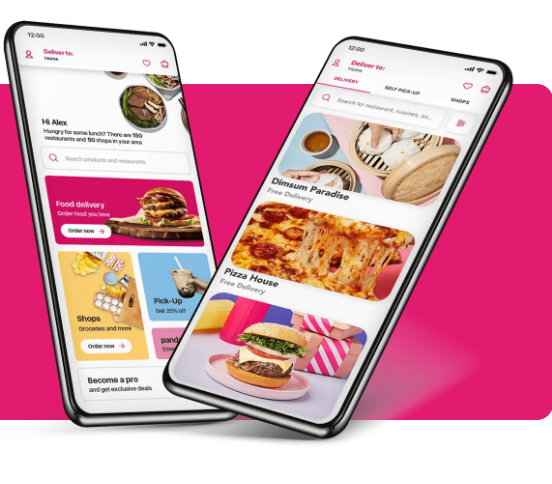 12:00
Deliver to:
Home
Hi Alex
Hungry for some lunch? There are 150
restaurants and 50 shops in your area
Search products and restaurants
Food delivery
Order food you love
Order now
Shops
Groceries and more
Order now
Pick-Up
Get 25% off
Become a pro
and get exclusive deals
12:00
Deliver to:
Home
DELIVERY
SELF PICK-UP
SHOPS
Search for restaurant, cuisines, an...
Dimsum Paradise
Free Delivery
Pizza House
Free Delivery